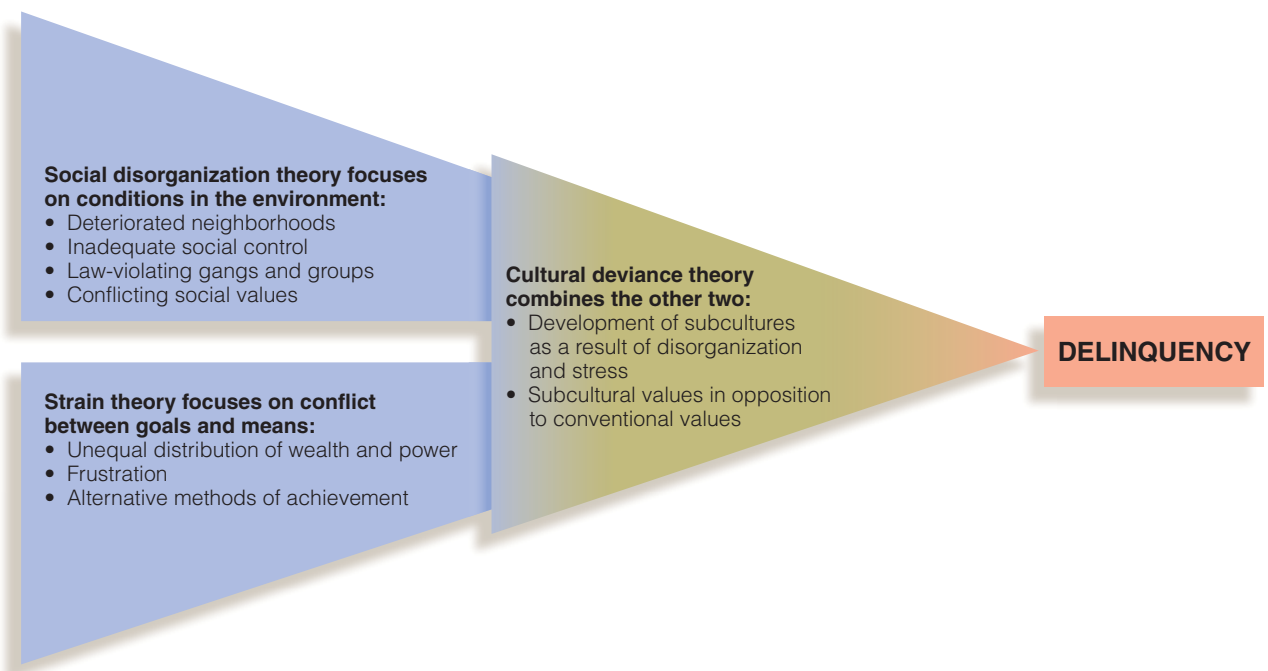 Social disorganization theory focuses
on conditions in the environment:
• Deteriorated neighborhoods
• Inadequate social control
• Law-violating gangs and groups
• Conflicting social values
Strain theory focuses on conflict
between goals and means:
• Unequal distribution of wealth and power
• Frustration
• Alternative methods of achievement
Cultural deviance theory
combines the other two:
• Development of subcultures
as a result of disorganization
and stress
• Subcultural values in opposition
to conventional values
DELINQUENCY